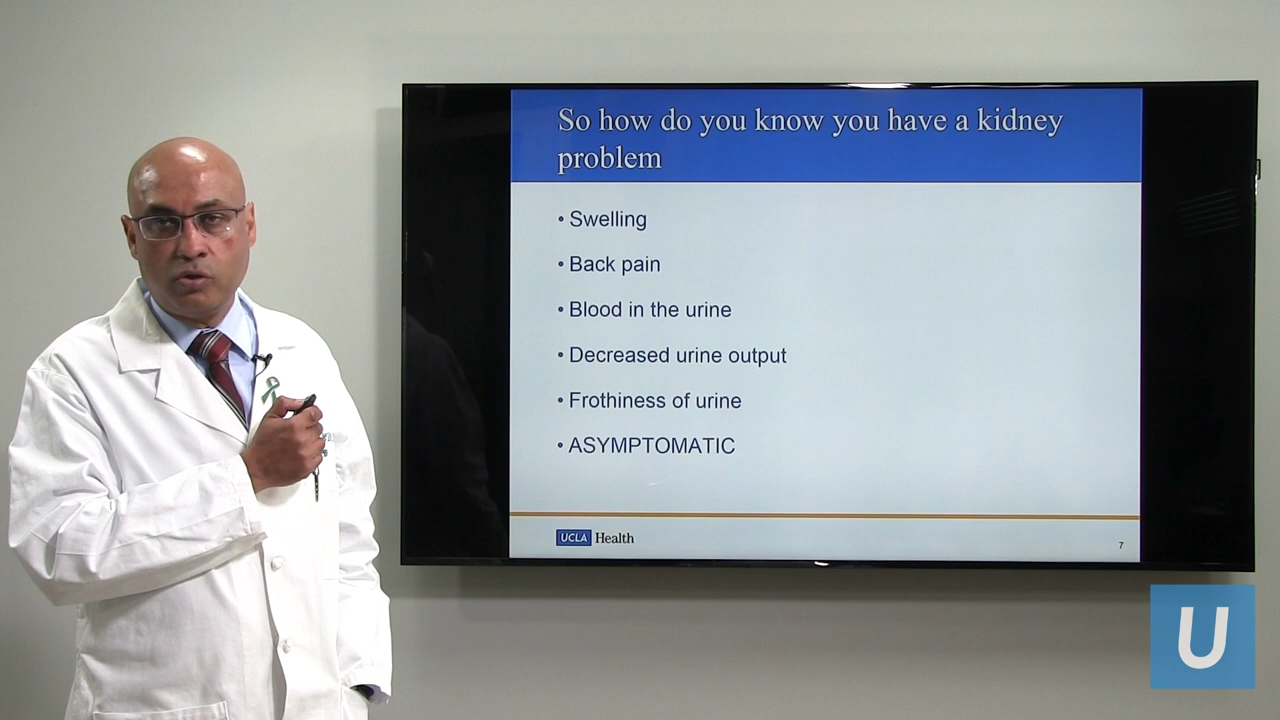 So how do you know you have a kidney
problem
• Swelling
• Back pain
• Blood in the urine
• Decreased urine output
• Frothiness of urine
• ASYMPTOMATIC
UCLA Health
7
U